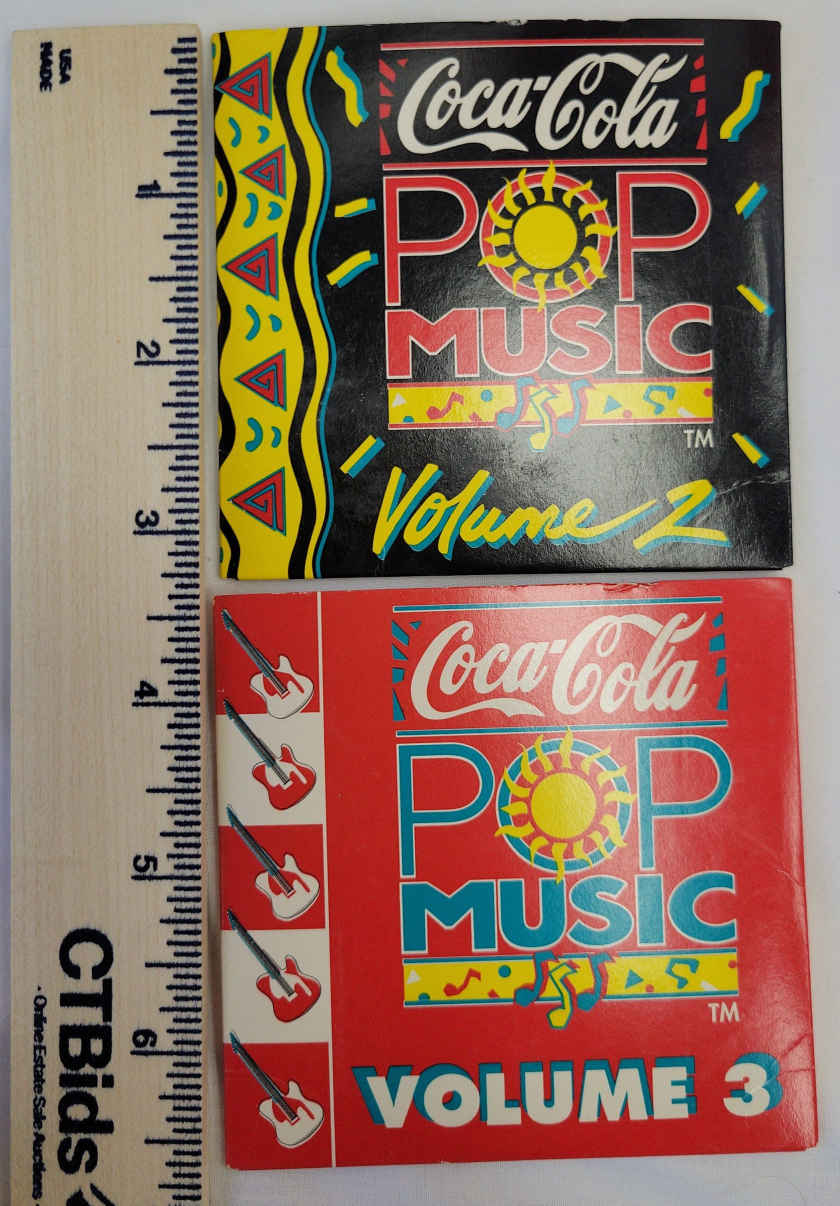 MADE
USA
1
2
3
4
5
6
CTBids
- Online Estate Sale Auctions -
Coca-Cola
POP
MUSIC
TM
Volume 2
Coca-Cola
POP
MUSIC
TM
VOLUME 3